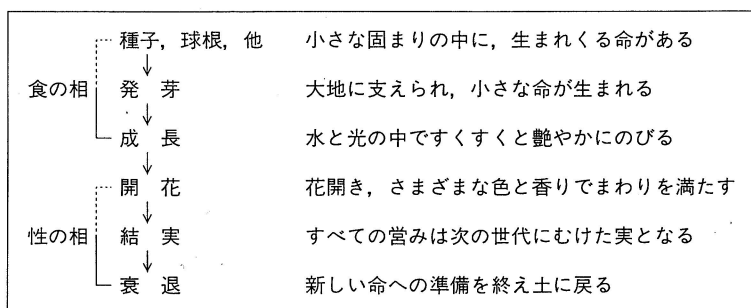 種子，球根，他 小さな固まりの中に，生まれくる命がある
食の相 発芽 大地に支えられ，小さな命が生まれる
成長 水と光の中ですくすくと艶やかにのびる
開花 花開き，さまざまな色と香りでまわりを満たす
性の相 結実 すべての営みは次の世代にむけた実となる
衰退 新しい命への準備を終え土に戻る